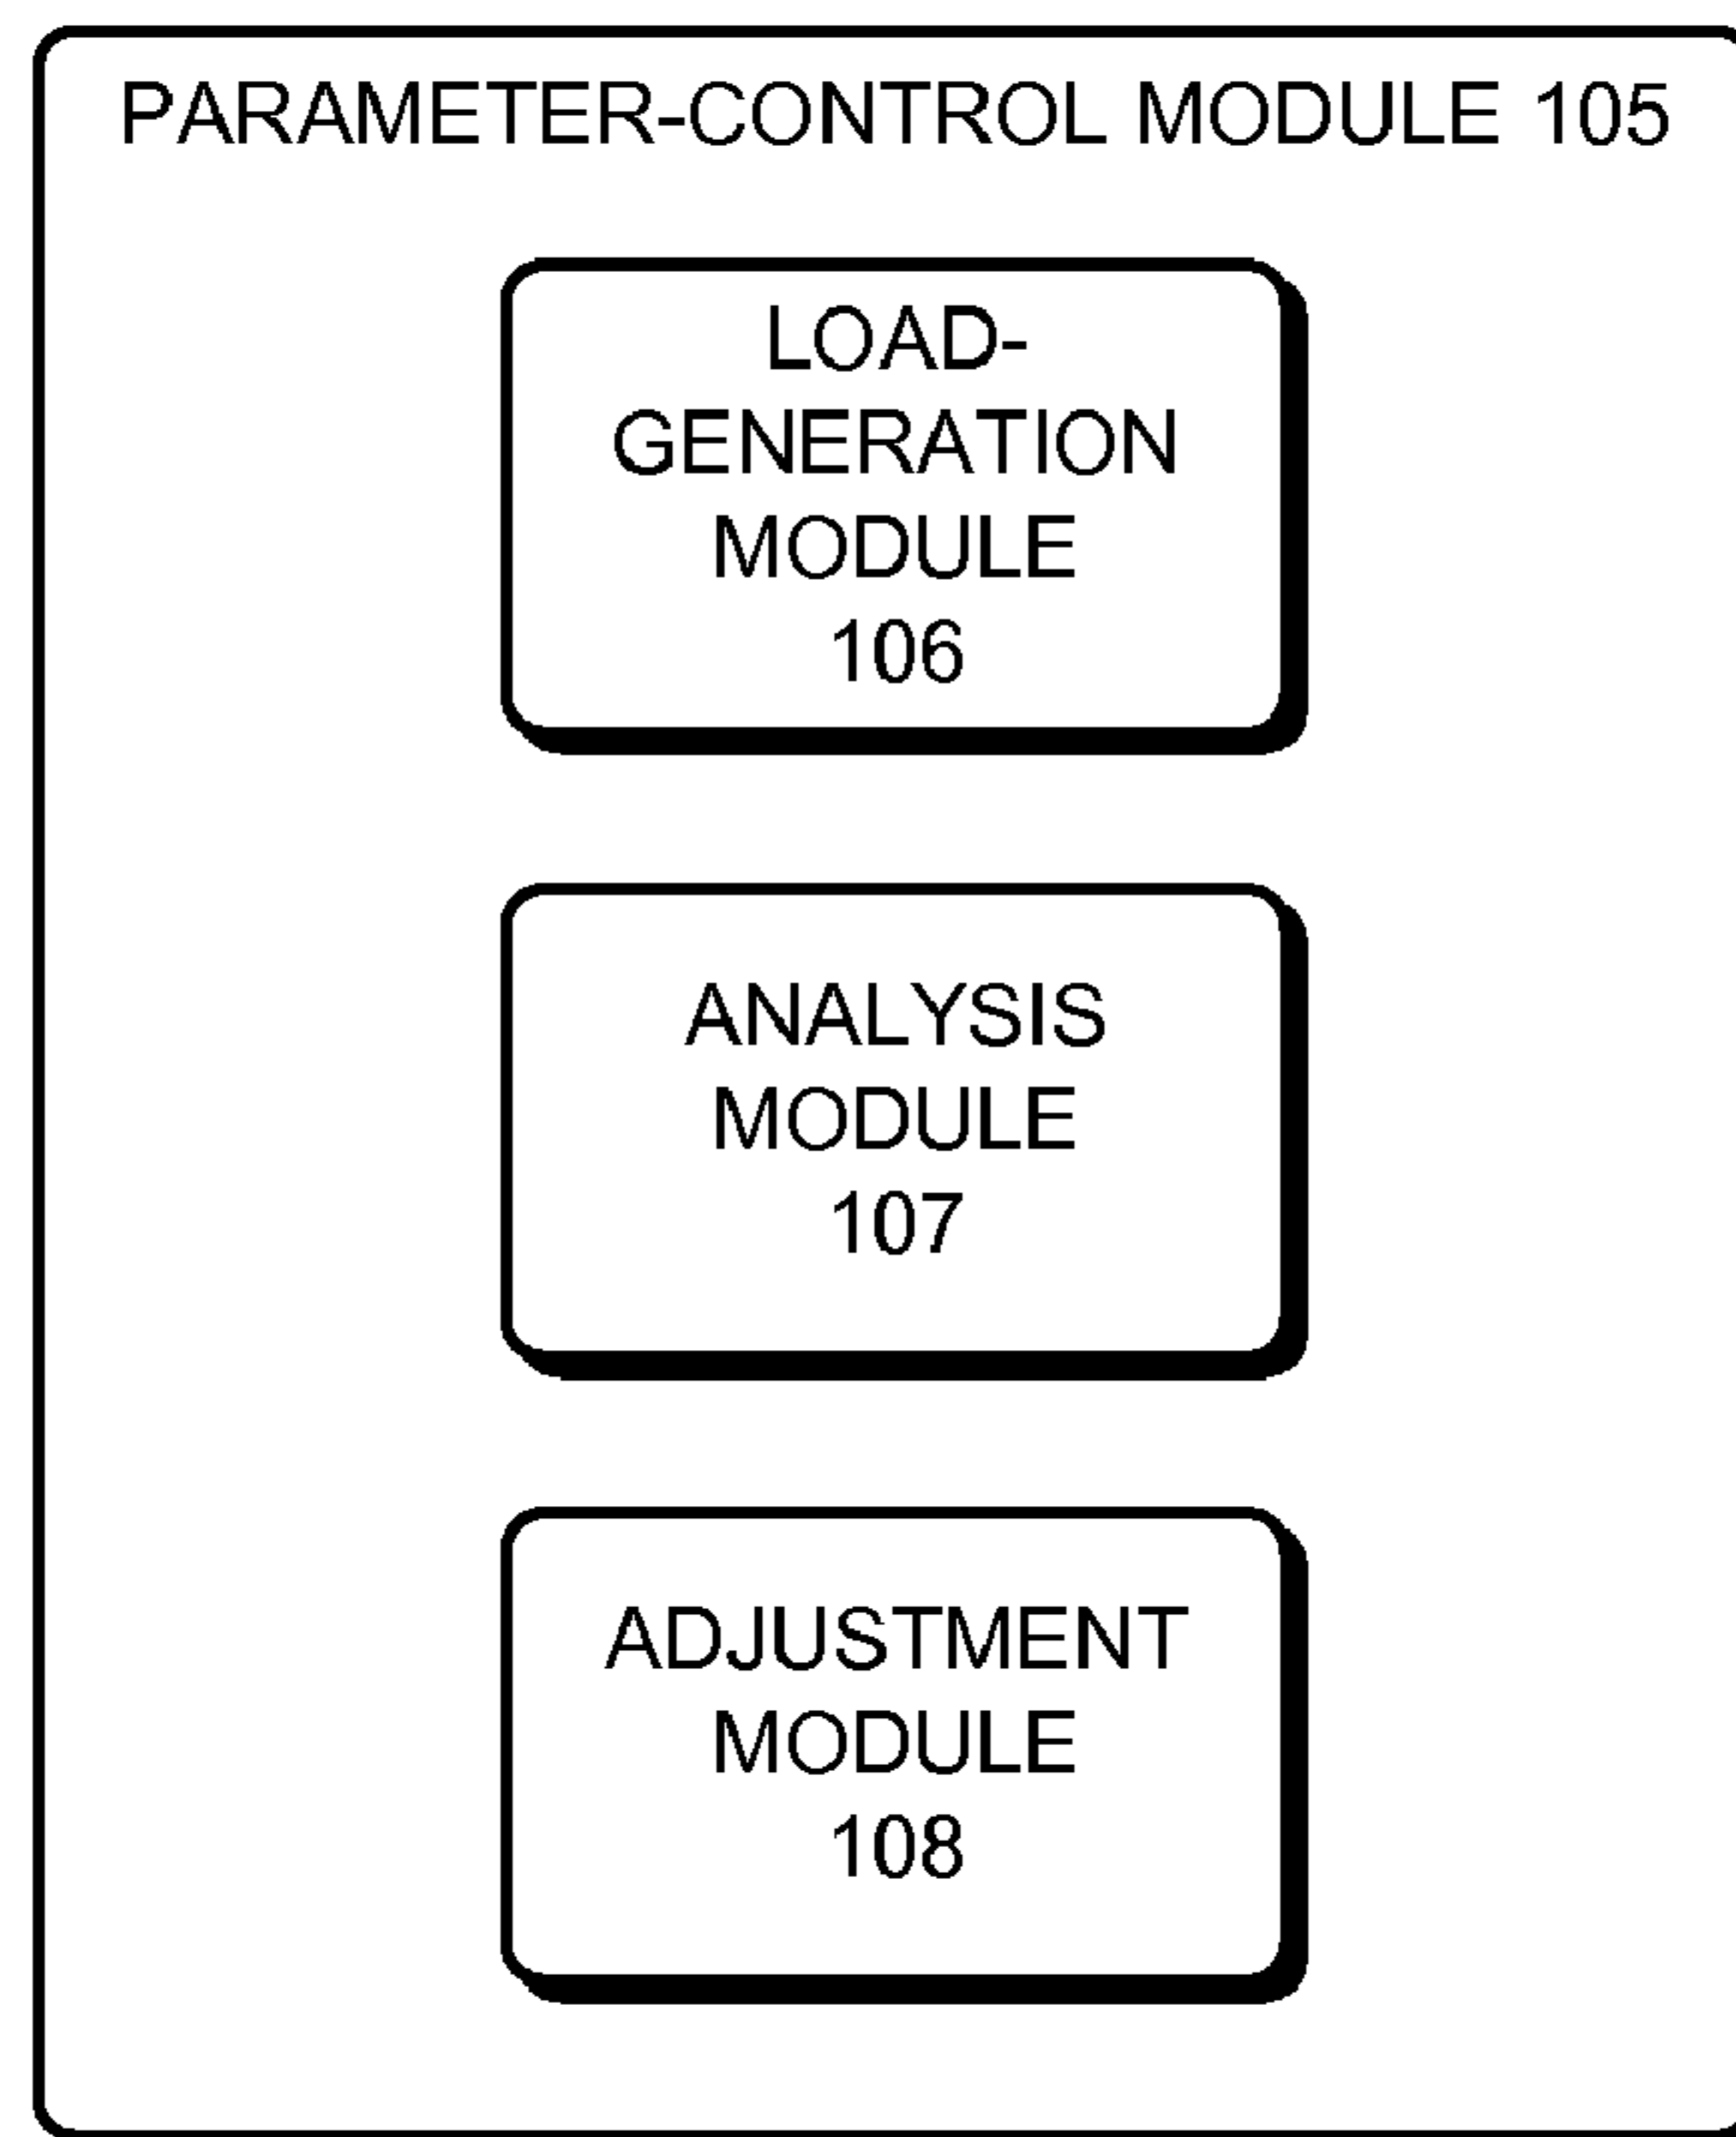 PARAMETER-CONTROL MODULE 105
LOAD-
GENERATION
MODULE
106
ANALYSIS
MODULE
107
ADJUSTMENT
MODULE
108